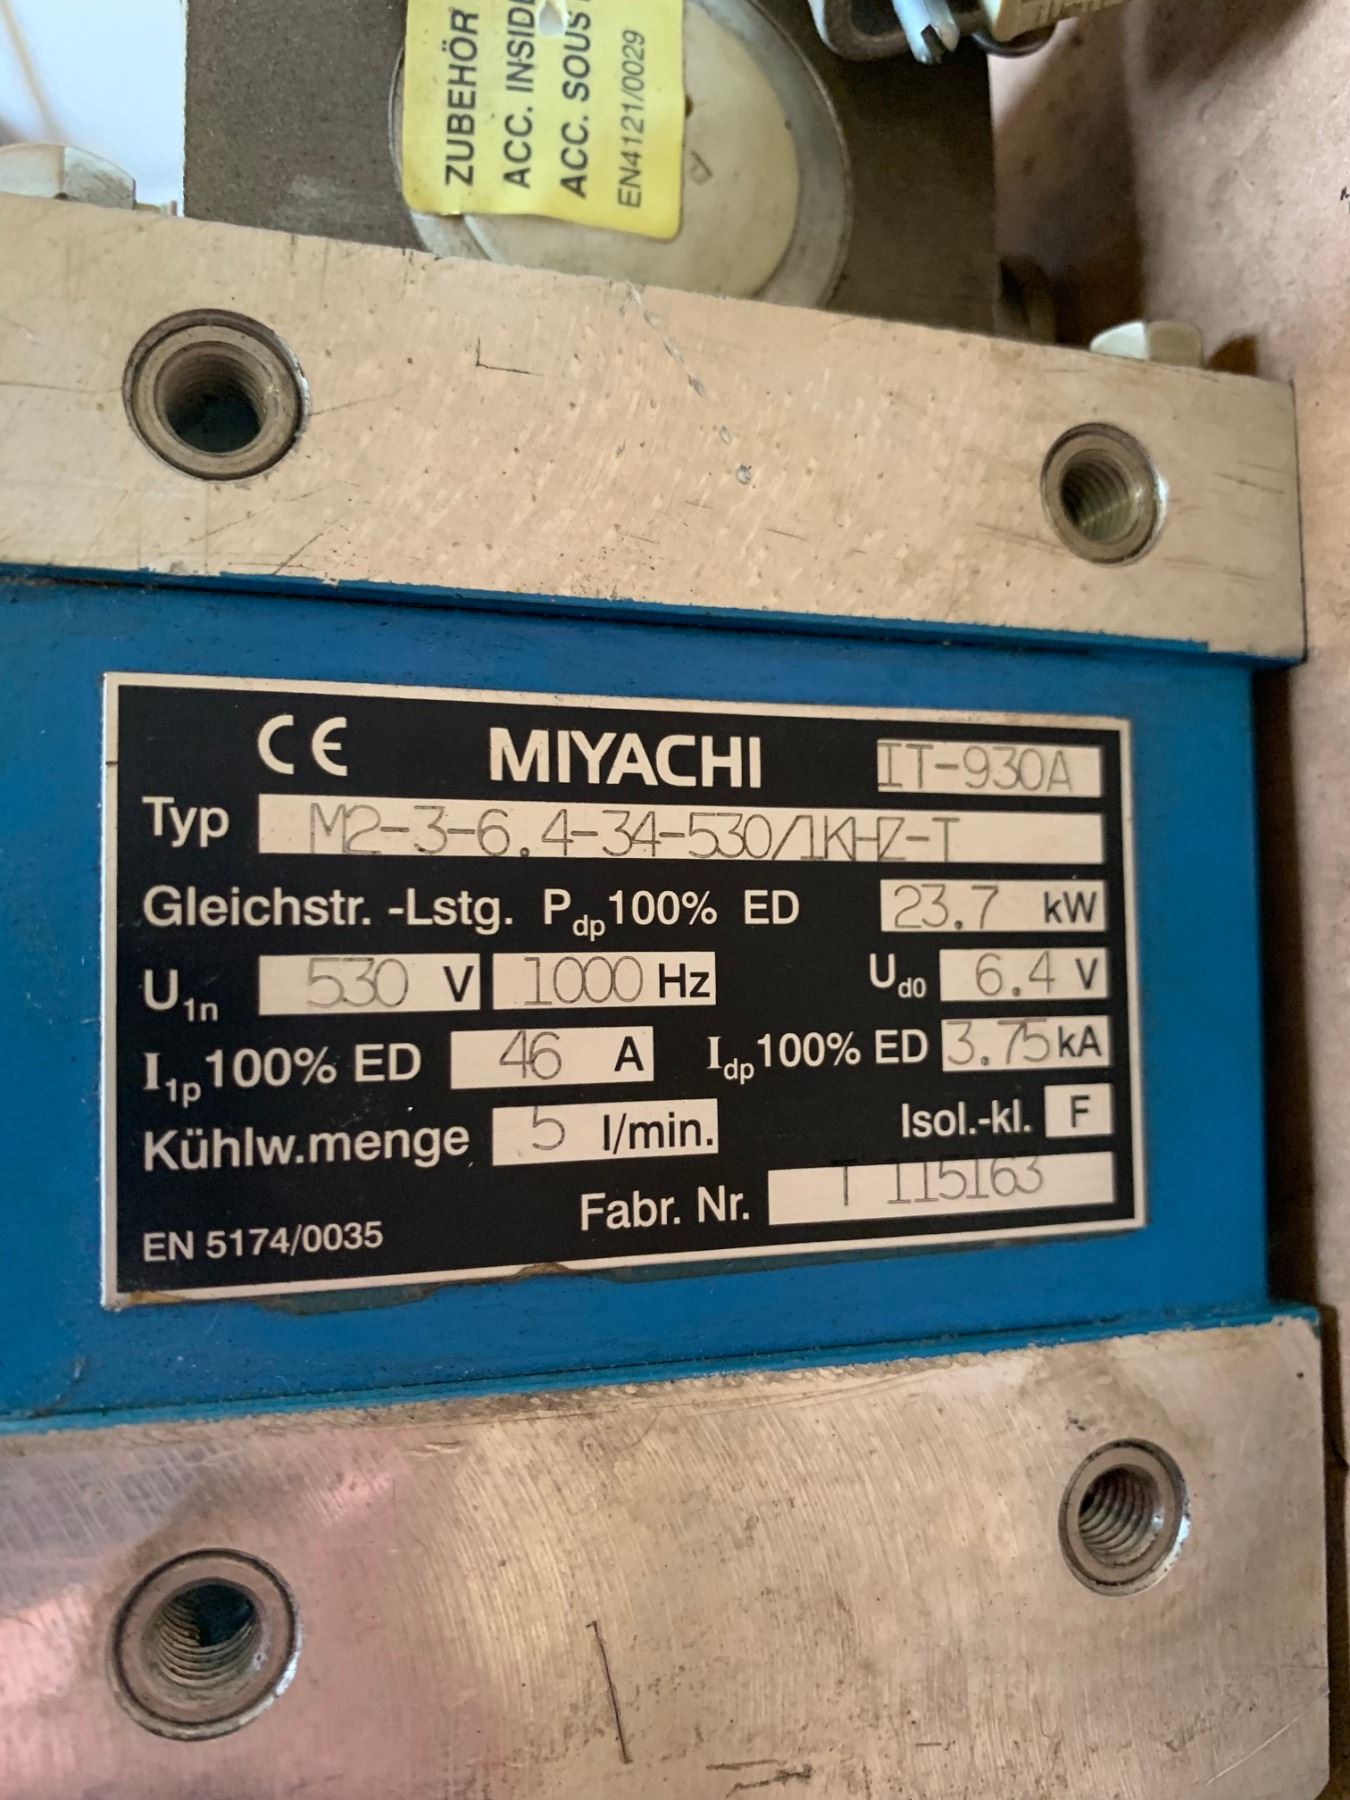 ZUBEHÖR
ACC. INSIDE
ACC. SOUS
EN4121/0029
CE MIYACHI IT-930A
Typ M2-3-6.4-34-530/1KHZ-T
Gleichstr. -Lstg. Pdp100% ED 23.7 kW
U1n 530 V 1000 Hz Ud0 6.4 V
I1p100% ED 46 A Idp100% ED 3.75 kA
Kühlw.menge 5 l/min. Isol.-kl. F
Fabr. Nr. T 115163
EN 5174/0035